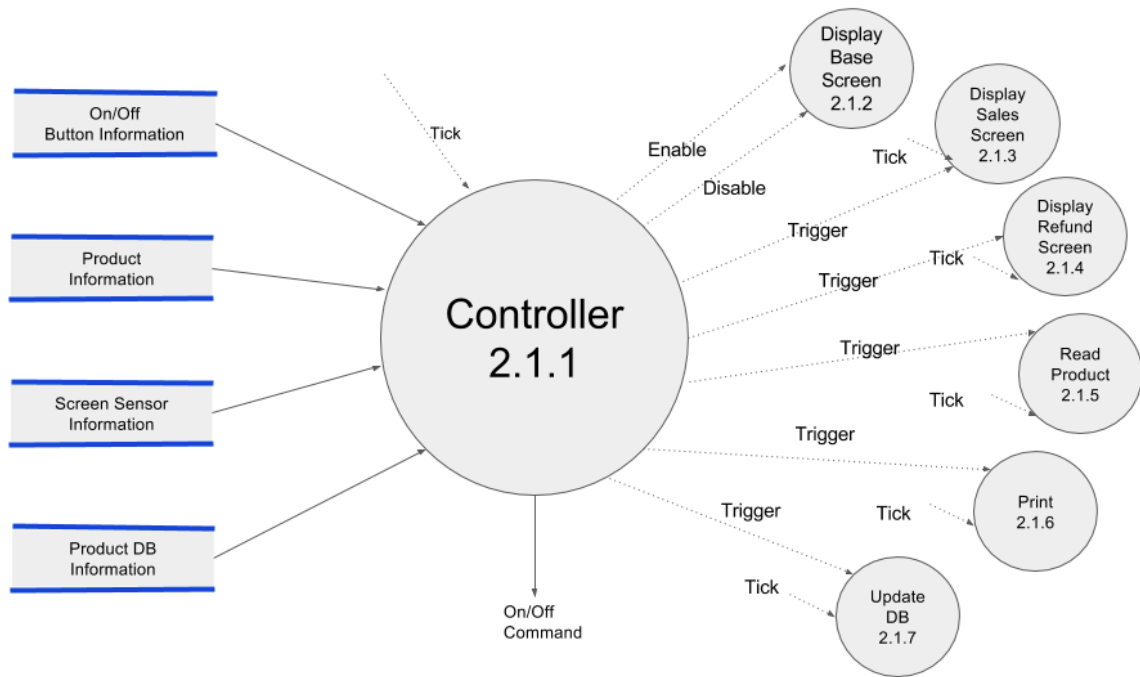 On/Off
Button Information
Product
Information
Screen Sensor
Information
Product DB
Information
Tick
Controller
2.1.1
On/Off
Command
Enable
Disable
Trigger
Trigger
Trigger
Trigger
Trigger
Display
Base
Screen
2.1.2
Tick
Display
Sales
Screen
2.1.3
Tick
Display
Refund
Screen
2.1.4
Tick
Read
Product
2.1.5
Tick
Print
2.1.6
Tick
Update
DB
2.1.7